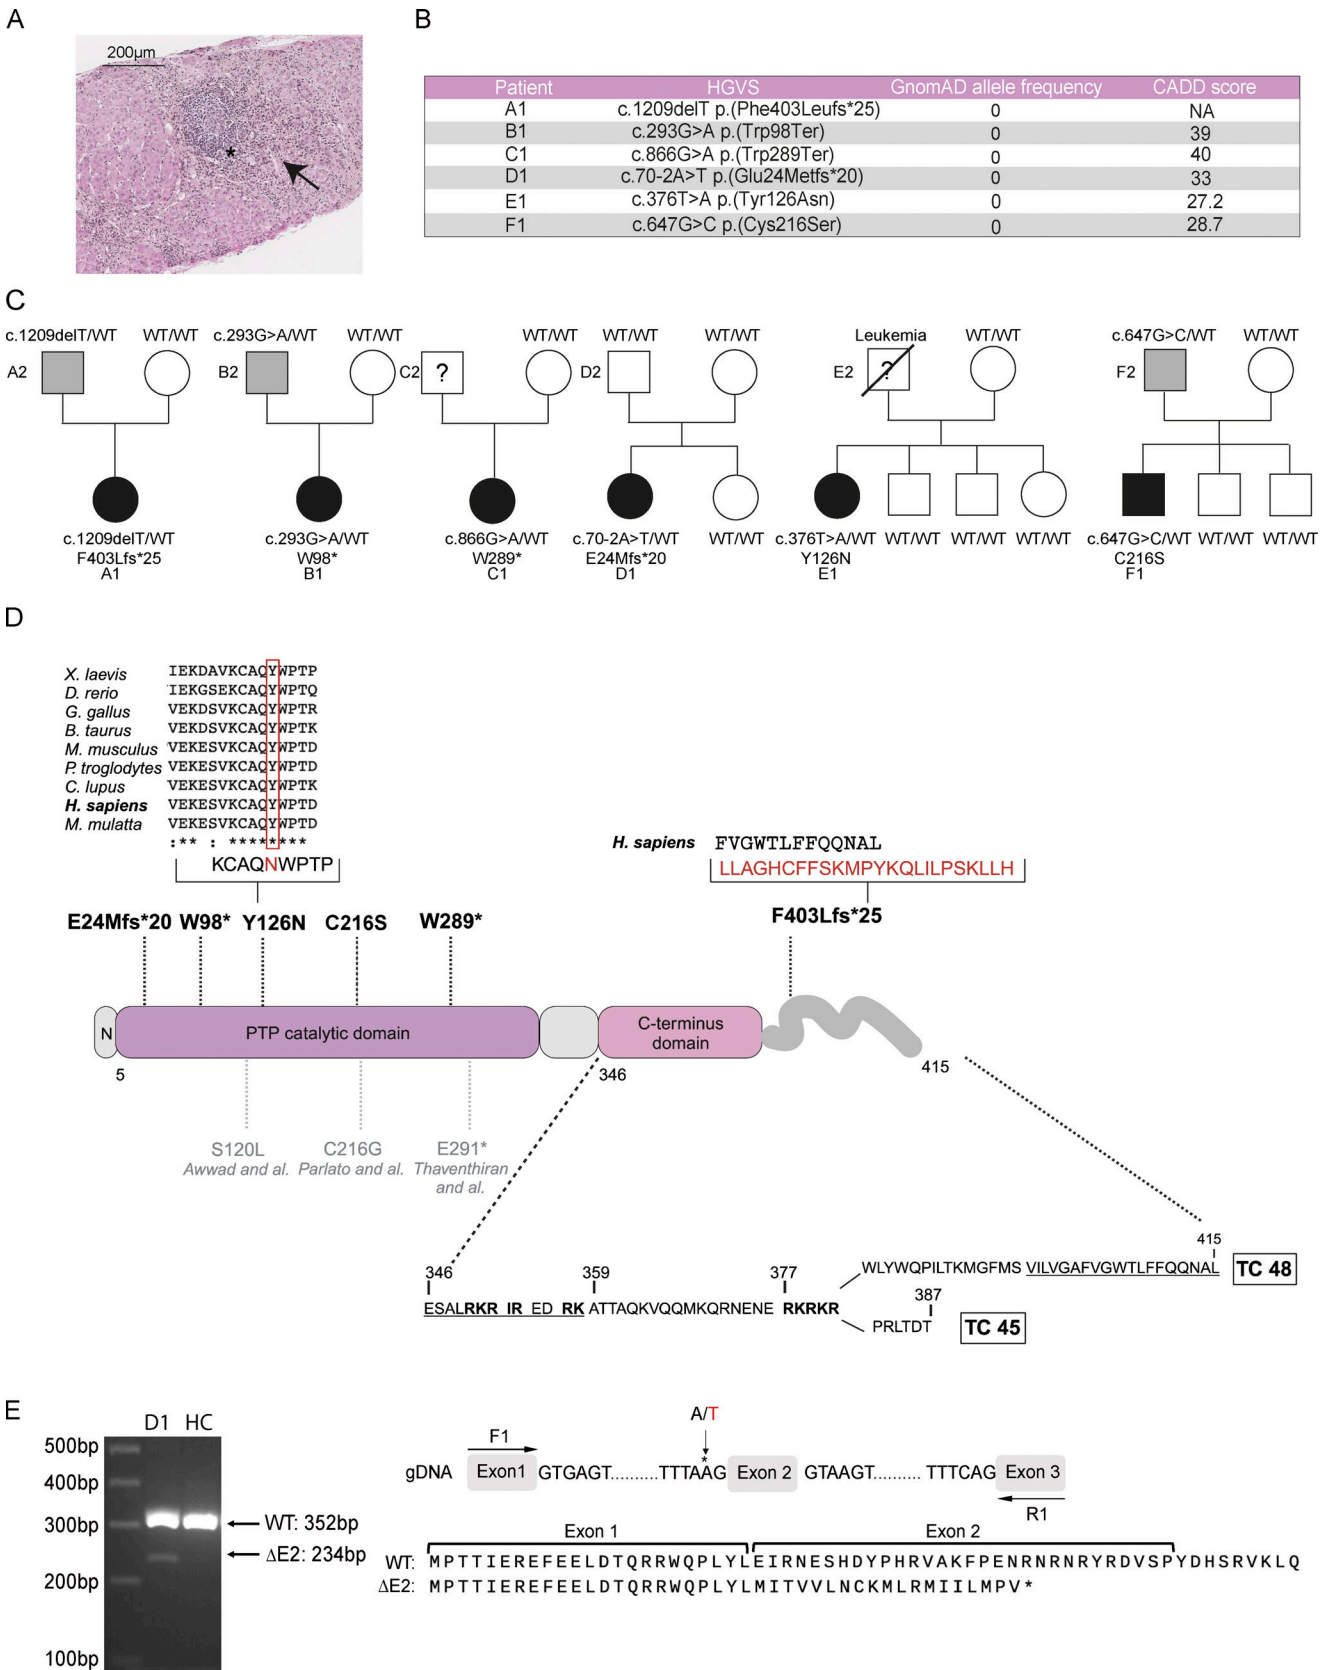 A
200µm
*
B
Patient HGVS GnomAD allele frequency CADD score
A1 c.1209delT p.(Phe403Leufs*25) 0 NA
B1 c.293G>A p.(Trp98Ter) 0 39
C1 c.866G>A p.(Trp289Ter) 0 40
D1 c.70-2A>T p.(Glu24Metfs*20) 0 33
E1 c.376T>A p.(Tyr126Asn) 0 27.2
F1 c.647G>C p.(Cys216Ser) 0 28.7
C
c.1209delT/WT WT/WT c.293G>A/WT WT/WT WT/WT WT/WT WT/WT Leukemia WT/WT c.647G>C/WT WT/WT
A2 B2 C2 ? D2 E2 ? F2
c.1209delT/WT c.293G>A/WT c.866G>A/WT c.70-2A>T/WT WT/WT c.376T>A/WT WT/WT WT/WT WT/WT c.647G>C/WT WT/WT WT/WT
F403Lfs*25 W98* W289* E24Mfs*20 Y126N C216S
A1 B1 C1 D1 E1 F1
D
X. laevis IEKDAVKCAQYWPTP
D. rerio IEKGSEKCAQYWPTQ
G. gallus VEKDSVKCAQYWPTR
B. taurus VEKDSVKCAQYWPTK
M. musculus VEKESVKCAQYWPTD
P. troglodytes VEKESVKCAQYWPTD
C. lupus VEKESVKCAQYWPTK
H. sapiens VEKESVKCAQYWPTD
M. mulatta VEKESVKCAQYWPTD
:** : ********
KCAQNWPTP
H. sapiens FVGWTLFFQQNAL
LLAGHCFFSKMPYKQLILPSKLLH
E24Mfs*20 W98* Y126N C216S W289* F403Lfs*25
N PTP catalytic domain C-terminus domain
5 346 415
S120L C216G E291*
Awwad and al. Parlato and al. Thaventhiran and al.
415
WLYWQPILTKMGFMS VILVGAFVGWTLFFQQNAL TC 48
346 359 377 387
ESALRKR IR ED RK ATTAQKVQQMKQRNENE RKRKR
PRLTDT TC 45
E
D1 HC
500bp
400bp
300bp
200bp
100bp
WT: 352bp
ΔE2: 234bp
A/T
F1 *
gDNA Exon1 GTGAGT..........TTTAAG Exon 2 GTAAGT.......... TTTCAG Exon 3
R1
Exon 1 Exon 2
WT: MPTTIEREFEELDTQRRWQPLYLEIRNESHDYPHRVAKFPENRNRNRYRDVSPYDHSRVKLQ
ΔE2: MPTTIEREFEELDTQRRWQPLYLMITVVLNCKMLRMIILMPV*